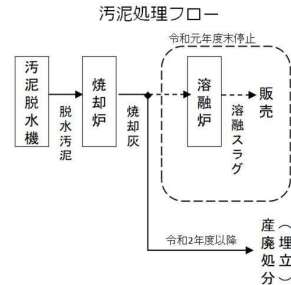 汚泥処理フロー
令和元年度末停止
汚泥脱水機
脱水汚泥
焼却炉
焼却灰
溶融炉
溶融スラグ
販売
令和2年度以降
産廃処分
（埋立）